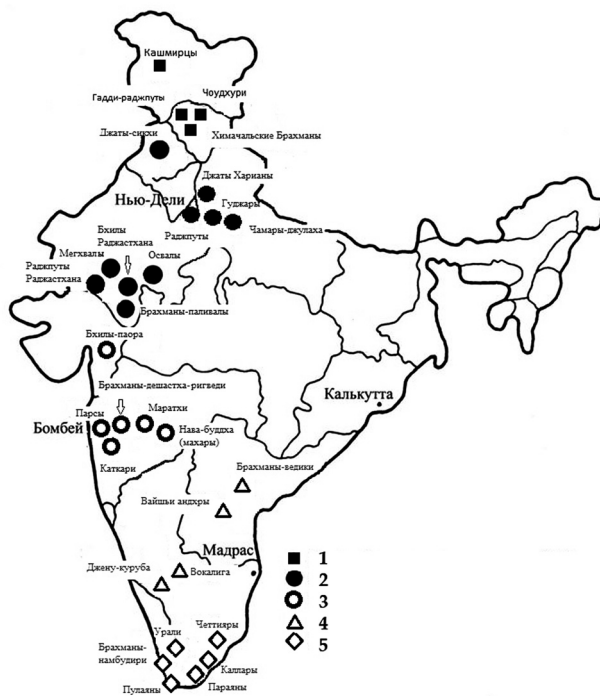 Кашмирцы
Гадди-раджпуты
Чоудхури
Химачальские Брахманы
Джаты-сикхи
Джаты Харианы
Нью-Дели
Гуджары
Раджпуты
Чамары-джулаха
Бхилы
Раджастхана
Мегхвалы
Освалы
Раджпуты
Раджастхана
Брахманы-паливалы
Бхилы-паора
Брахманы-дешастха-ригведи
Калькутта
Парсы
Маратхи
Бомбей
Нава-буддха
(махары)
Каткари
Брахманы-ведики
Вайшьи андхры
Мадрас
1
Джену-куруба
Вокалига
2
3
4
Урали
Четтияры
5
Брахманы-
намбудири
Каллары
Пулаяны
Параяны